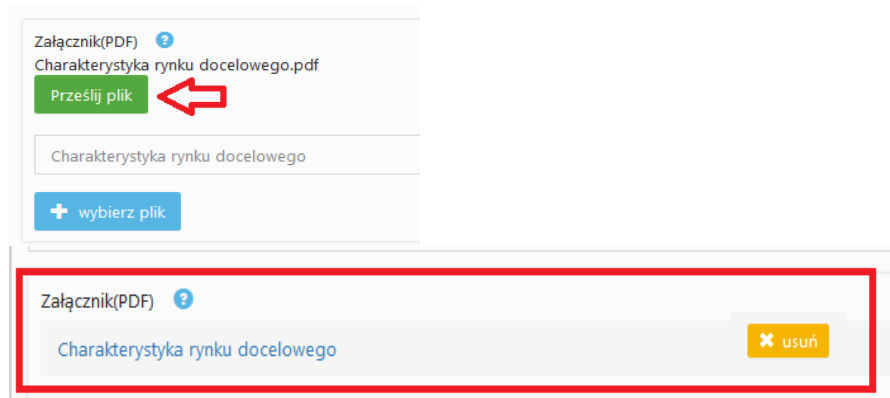 Załącznik(PDF) ?
Charakterystyka rynku docelowego.pdf
Prześlij plik
Charakterystyka rynku docelowego
wybierz plik
Załącznik(PDF) ?
Charakterystyka rynku docelowego
usuń